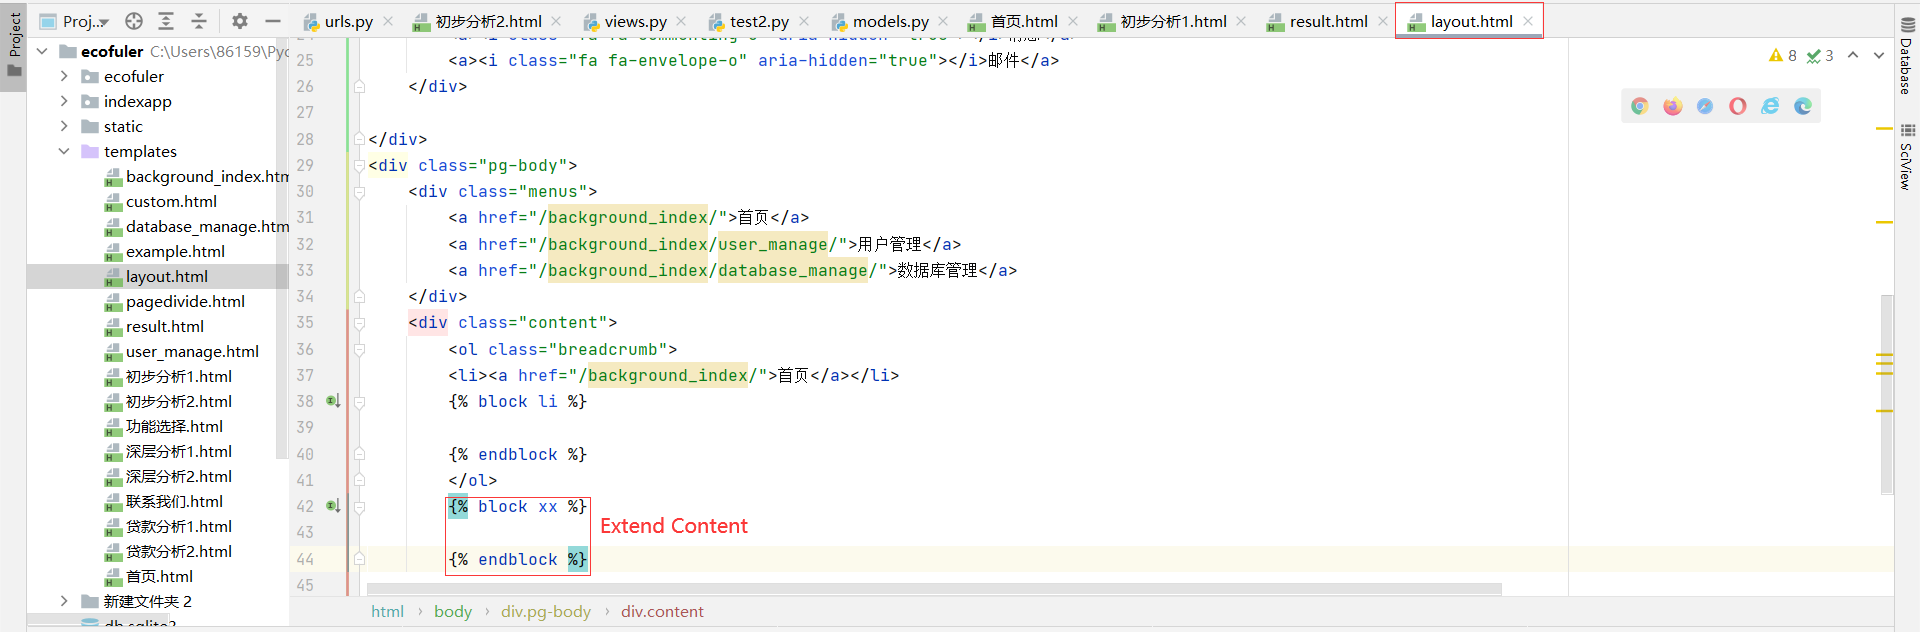 Project
Proj...
urls.py
初步分析2.html
views.py
test2.py
models.py
首页.html
初步分析1.html
result.html
layout.html
ecofuler C:\Users\86159\Pyc
ecofuler
indexapp
static
templates
background_index.htm
custom.html
database_manage.htm
example.html
layout.html
pagedivide.html
result.html
user_manage.html
初步分析1.html
初步分析2.html
功能选择.html
深层分析1.html
深层分析2.html
联系我们.html
贷款分析1.html
贷款分析2.html
首页.html
新建文件夹 2
db.sqlite3
25 <a><i class="fa fa-envelope-o" aria-hidden="true"></i>邮件</a>
26 </div>
27
28 </div>
29 <div class="pg-body">
30 <div class="menus">
31 <a href="/background_index/">首页</a>
32 <a href="/background_index/user_manage/">用户管理</a>
33 <a href="/background_index/database_manage/">数据库管理</a>
34 </div>
35 <div class="content">
36 <ol class="breadcrumb">
37 <li><a href="/background_index/">首页</a></li>
38 {% block li %}
39
40 {% endblock %}
41 </ol>
42 {% block xx %}
43
44 {% endblock %}
45
Extend Content
8 3
html › body › div.pg-body › div.content
Database
SciView